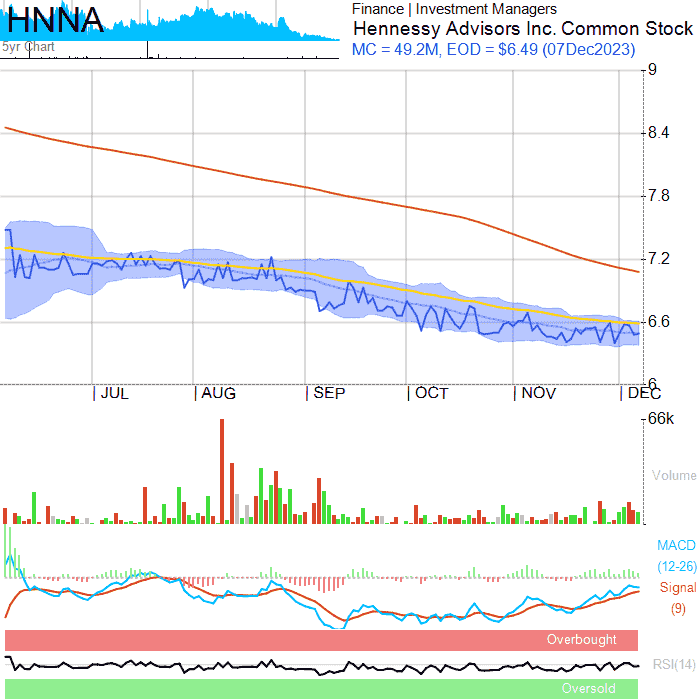 HNNA
5yr Chart
Finance | Investment Managers
Hennessy Advisors Inc. Common Stock
MC = 49.2M, EOD = $6.49 (07Dec2023)
9
8.4
7.8
7.2
6.6
6
JUL AUG SEP OCT NOV DEC
66k
Volume
MACD
(12-26)
Signal
(9)
Overbought
RSI(14)
Oversold